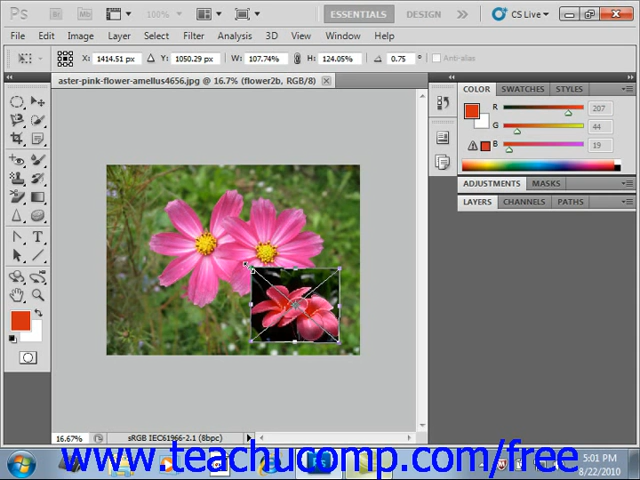 Ps Br Mb 100% ESSENTIALS DESIGN >> CS Live
File Edit Image Layer Select Filter Analysis 3D View Window Help
X: 1414.51 px Y: 1050.29 px W: 107.74% H: 124.05% 0.75 ° Anti-alias
aster-pink-flower-amellus4656.jpg @ 16.7% (flower2b, RGB/8)
COLOR SWATCHES STYLES
R 207
G 44
B 19
ADJUSTMENTS MASKS
LAYERS CHANNELS PATHS
T
16.67% sRGB IEC61966-2.1 (8bpc)
www.teachucomp.com/free
5:01 PM
8/22/2010